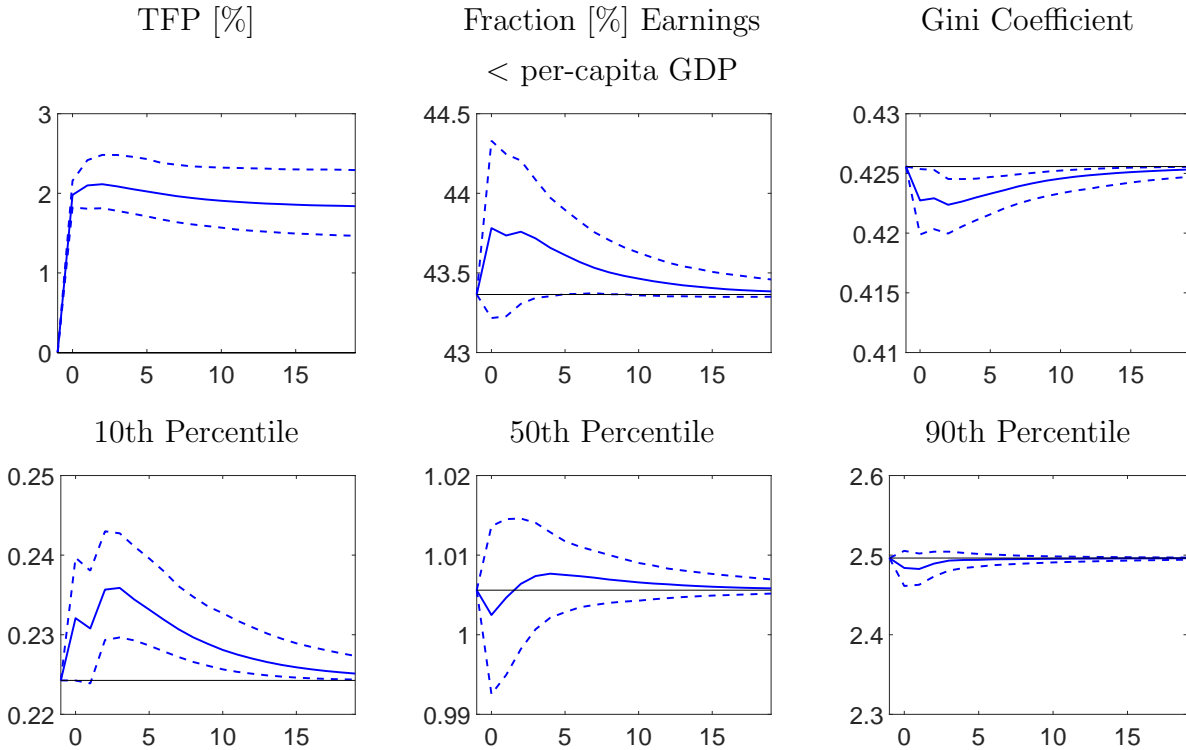 TFP [%]
Fraction [%] Earnings
< per-capita GDP
Gini Coefficient
3
2
1
0
0 5 10 15
44.5
44
43.5
43
0 5 10 15
0.43
0.425
0.42
0.415
0.41
0 5 10 15
10th Percentile
50th Percentile
90th Percentile
0.25
0.24
0.23
0.22
0 5 10 15
1.02
1.01
1
0.99
0 5 10 15
2.6
2.5
2.4
2.3
0 5 10 15